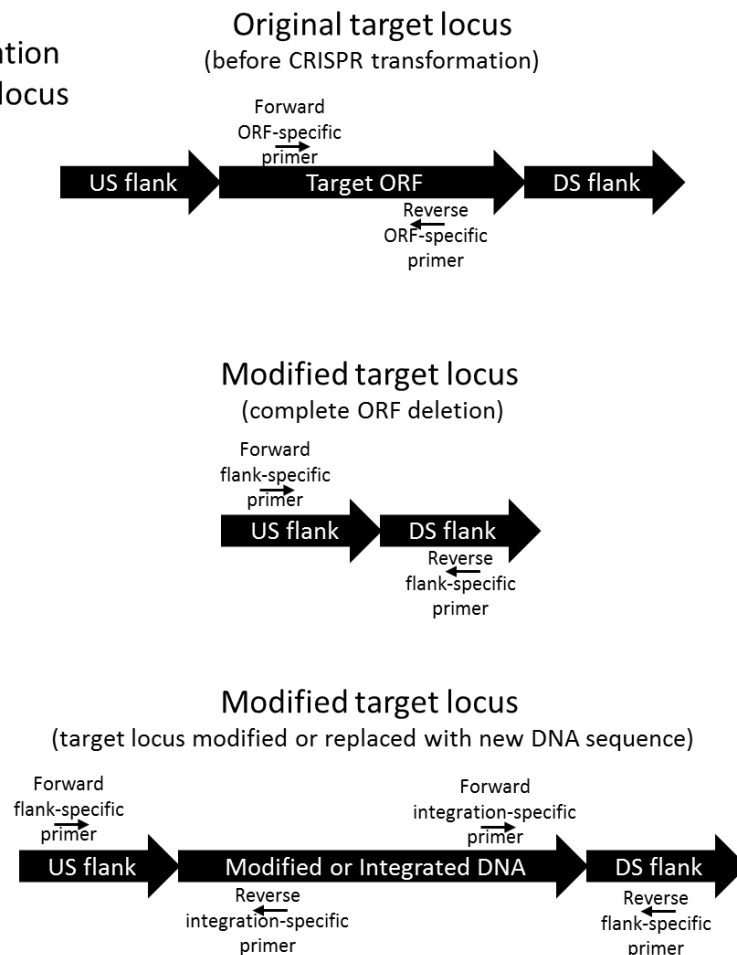 Original target locus
(before CRISPR transformation)
locus
Forward
ORF-specific
primer
US flank
Target ORF
DS flank
Reverse
ORF-specific
primer
Modified target locus
(complete ORF deletion)
Forward
flank-specific
primer
US flank
DS flank
Reverse
flank-specific
primer
Modified target locus
(target locus modified or replaced with new DNA sequence)
Forward
flank-specific
primer
Forward
integration-specific
primer
US flank
Modified or Integrated DNA
DS flank
Reverse
integration-specific
primer
Reverse
flank-specific
primer